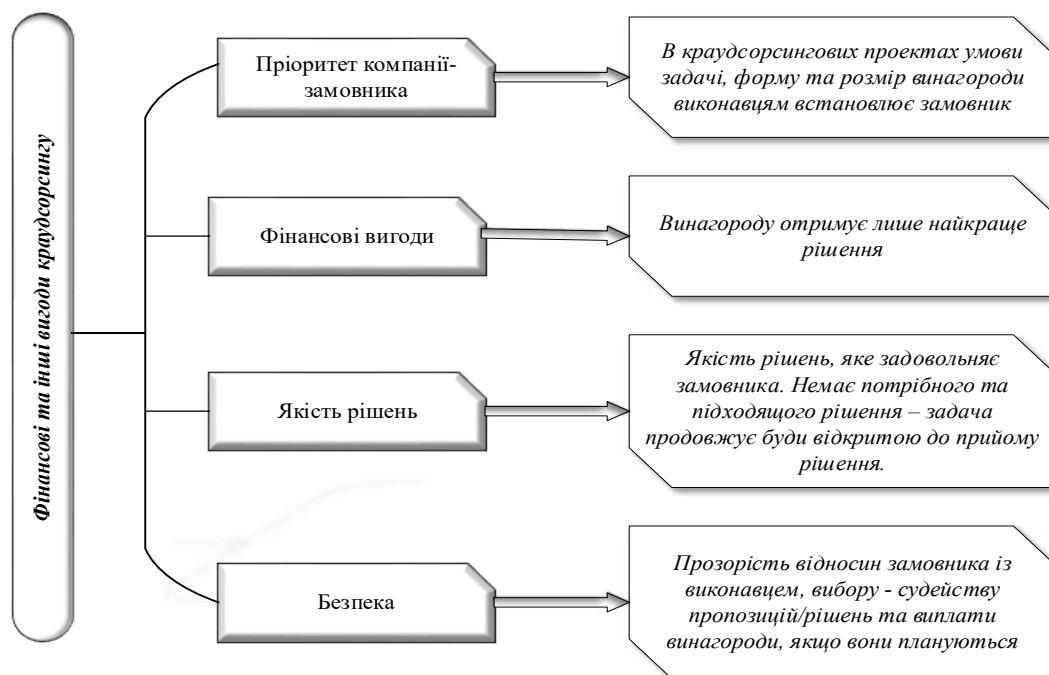 Фінансові та інші вигоди краудсорсингу
Пріоритет компанії-
замовника
В краудсорсингових проектах умови
задачі, форму та розмір винагороди
виконавцям встановлює замовник
Фінансові вигоди
Винагороду отримує лише найкраще
рішення
Якість рішень
Якість рішень, яке задовольняє
замовника. Немає потрібного та
підходящого рішення – задача
продовжує буди відкритою до прийому
рішення.
Безпека
Прозорість відносин замовника із
виконавцем, вибору - судейству
пропозицій/рішень та виплати
винагороди, якщо вони плануються